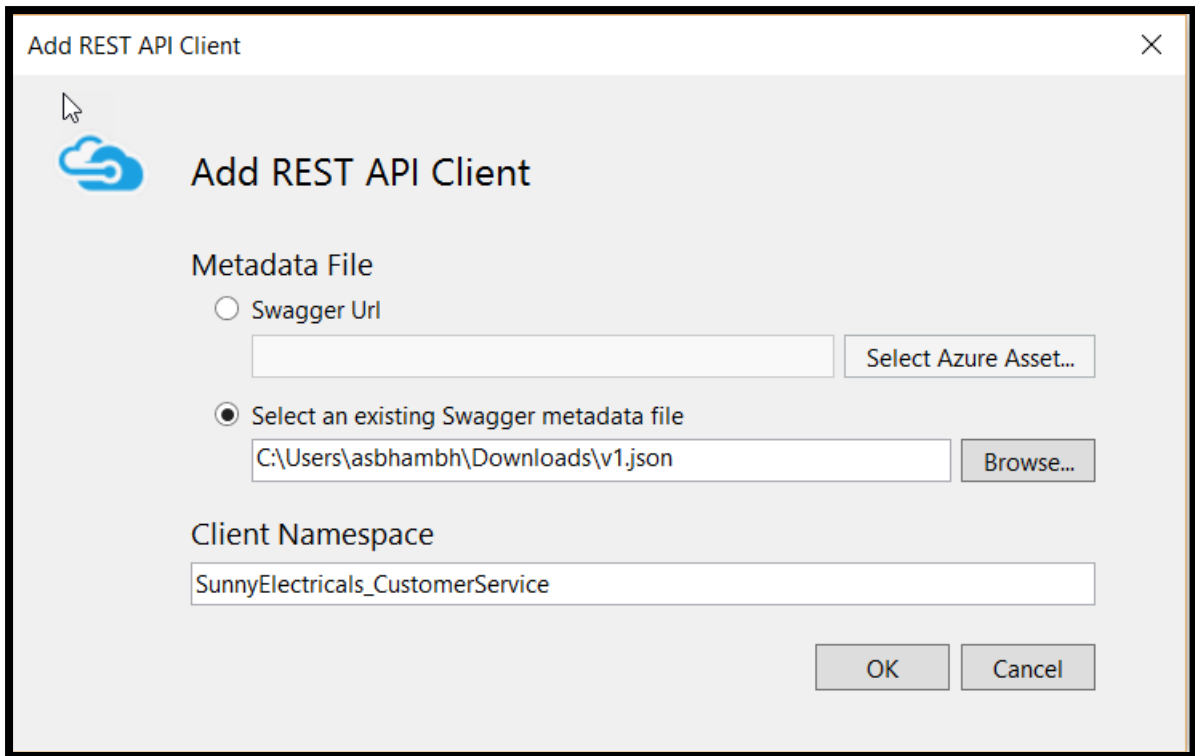 Add REST API Client
Add REST API Client
Metadata File
Swagger Url
Select Azure Asset...
Select an existing Swagger metadata file
C:\Users\asbhambh\Downloads\v1.json
Browse...
Client Namespace
SunnyElectricals_CustomerService
OK
Cancel